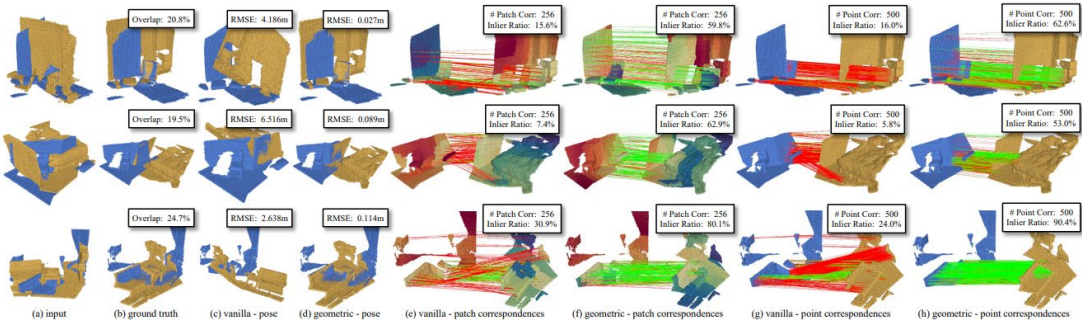 Overlap: 20.8%
RMSE: 4.186m
RMSE: 0.027m
# Patch Corr: 256
Inlier Ratio: 15.6%
# Patch Corr: 256
Inlier Ratio: 59.8%
# Point Corr: 500
Inlier Ratio: 16.0%
# Point Corr: 500
Inlier Ratio: 62.6%
Overlap: 19.5%
RMSE: 6.516m
RMSE: 0.089m
# Patch Corr: 256
Inlier Ratio: 7.4%
# Patch Corr: 256
Inlier Ratio: 62.9%
# Point Corr: 500
Inlier Ratio: 5.8%
# Point Corr: 500
Inlier Ratio: 53.0%
Overlap: 24.7%
RMSE: 2.638m
RMSE: 0.114m
# Patch Corr: 256
Inlier Ratio: 30.9%
# Patch Corr: 256
Inlier Ratio: 80.1%
# Point Corr: 500
Inlier Ratio: 24.0%
# Point Corr: 500
Inlier Ratio: 90.4%
(a) input
(b) ground truth
(c) vanilla - pose
(d) geometric - pose
(e) vanilla - patch correspondences
(f) geometric - patch correspondences
(g) vanilla - point correspondences
(h) geometric - point correspondences